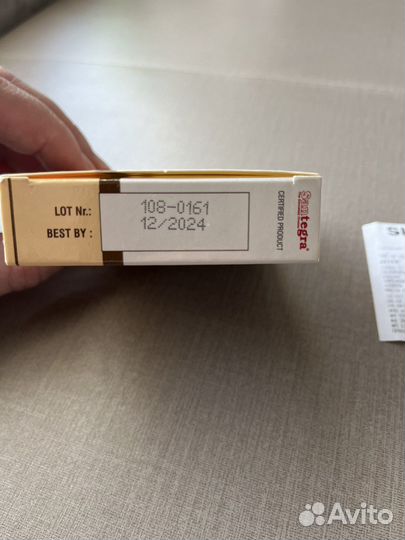 LOT Nr.: 108-0161
BEST BY : 12/2024
CERTIFIED PRODUCT
Santegra®
Avito